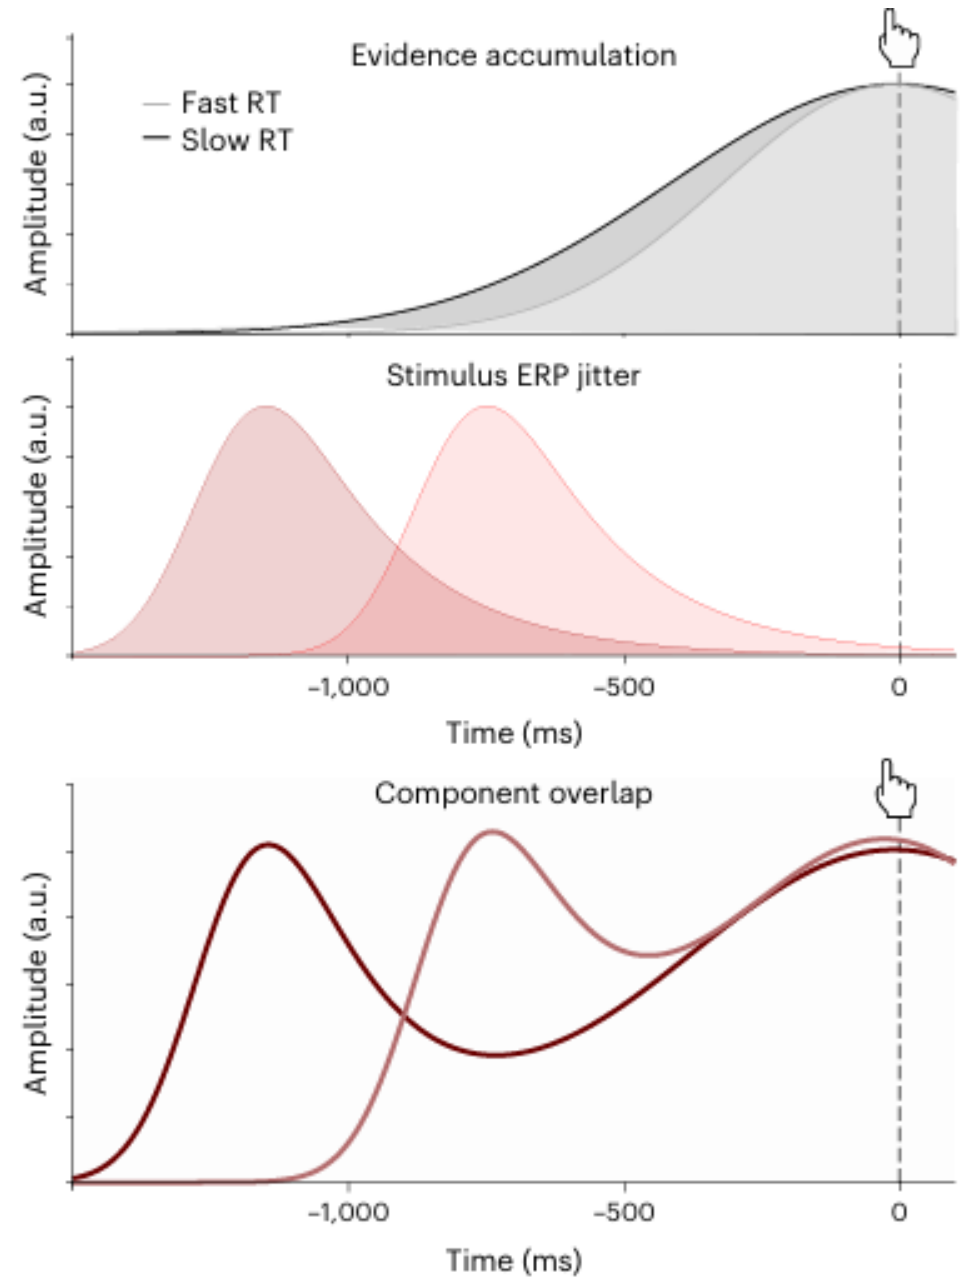 Evidence accumulation
Fast RT
Slow RT
Amplitude (a.u.)
Stimulus ERP jitter
Amplitude (a.u.)
–1,000
–500
0
Time (ms)
Component overlap
Amplitude (a.u.)
–1,000
–500
0
Time (ms)